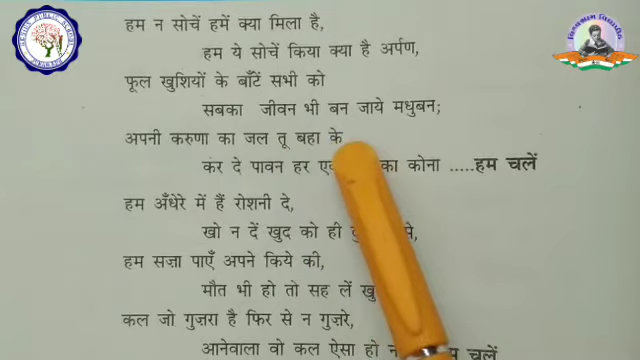 हम न सोचें हमें क्या मिला है,
हम ये सोचें किया क्या है अर्पण,
फूल खुशियों के बाँटें सभी को
सबका जीवन भी बन जाये मधुबन;
अपनी करुणा का जल तू बहा के
कर दे पावन हर का कोना .....हम चलें
हम अँधेरे में हैं रोशनी दे,
खो न दें खुद को ही
हम सज़ा पाएँ अपने किये की,
मौत भी हो तो सह लें
कल जो गुज़रा है फिर से न गुज़रे,
आनेवाला वो कल ऐसा हो चलें